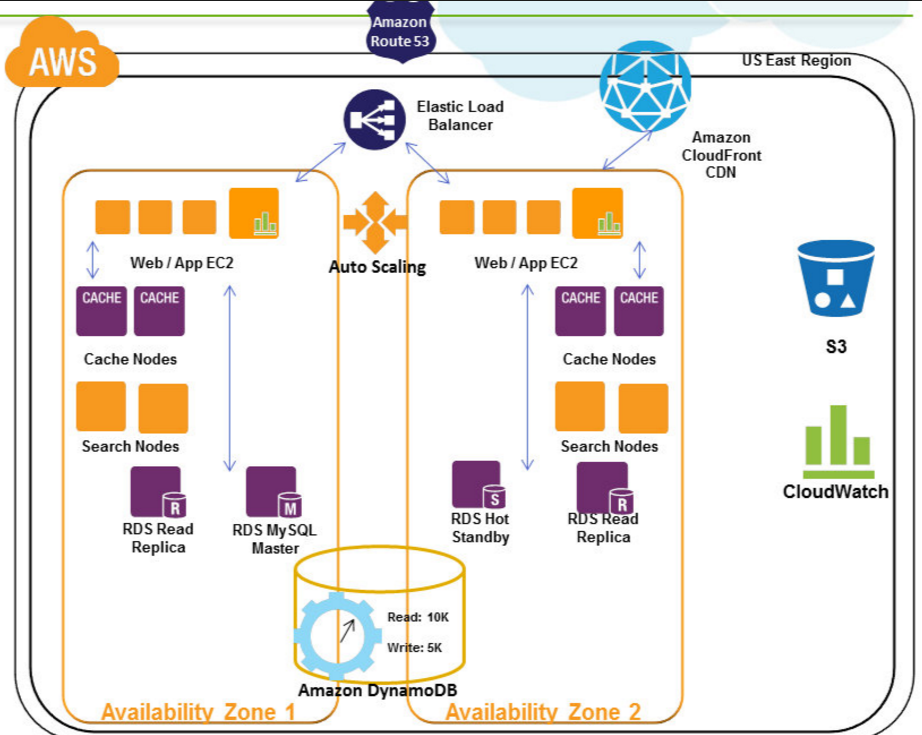 Amazon
Route 53
AWS
US East Region
Elastic Load
Balancer
Amazon
CloudFront
CDN
Web / App EC2
Auto Scaling
Web / App EC2
CACHE
CACHE
Cache Nodes
CACHE
CACHE
Cache Nodes
S3
Search Nodes
Search Nodes
CloudWatch
R
RDS Read
Replica
M
RDS MySQL
Master
S
RDS Hot
Standby
R
RDS Read
Replica
Read: 10K
Write: 5K
Amazon DynamoDB
Availability Zone 1
Availability Zone 2